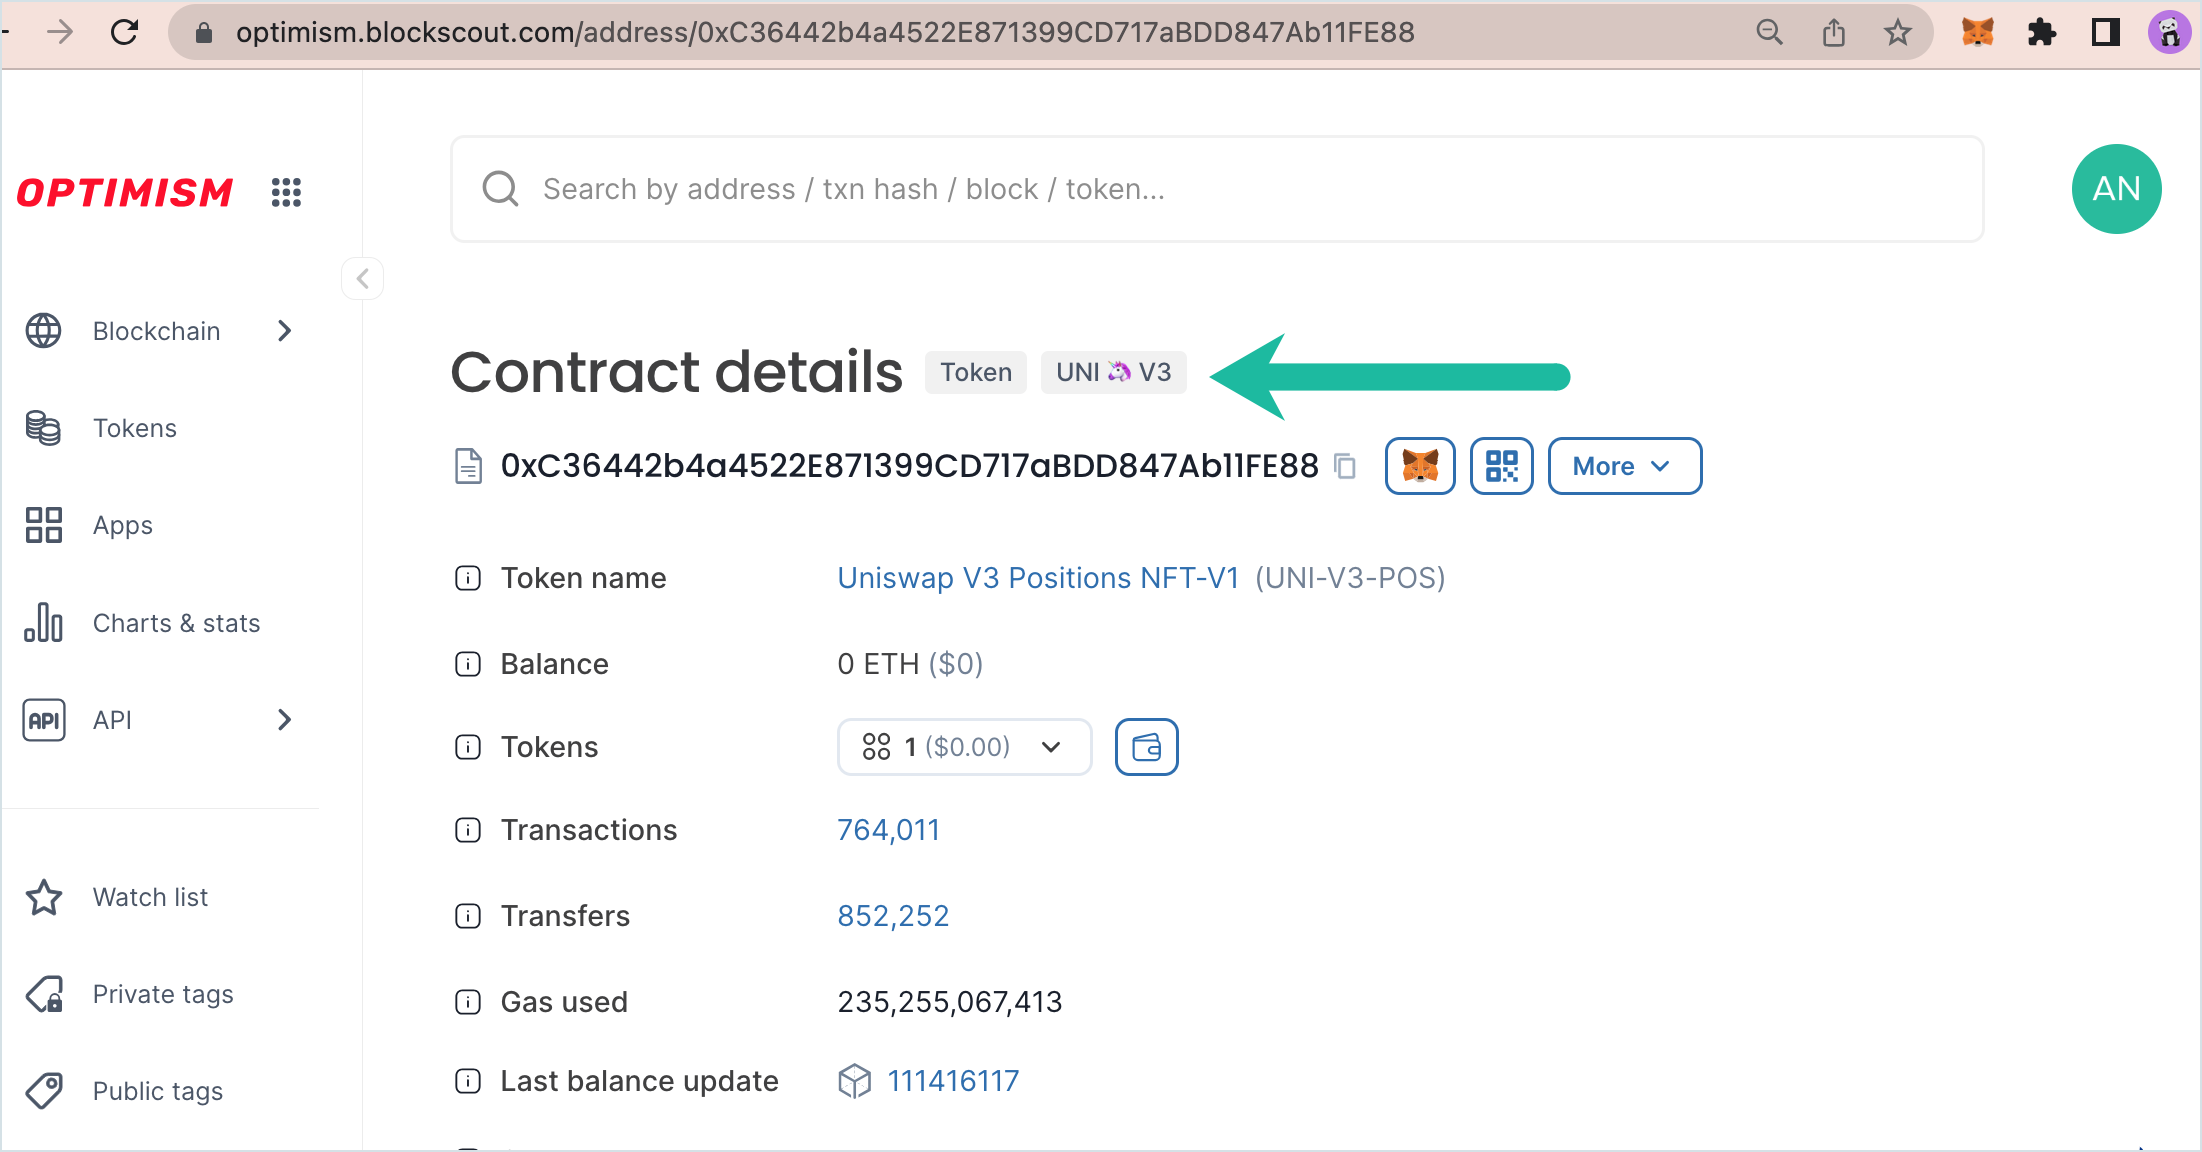 optimism.blockscout.com/address/0xC36442b4a4522E871399CD717aBDD847Ab11FE88
OPTIMISM
Search by address / txn hash / block / token...
AN
Blockchain
Tokens
Apps
Charts & stats
API API
Watch list
Private tags
Public tags
Contract details Token UNI 🦄 V3
0xC36442b4a4522E871399CD717aBDD847Ab11FE88 More
Token name Uniswap V3 Positions NFT-V1 (UNI-V3-POS)
Balance 0 ETH ($0)
Tokens 1 ($0.00)
Transactions 764,011
Transfers 852,252
Gas used 235,255,067,413
Last balance update 111416117